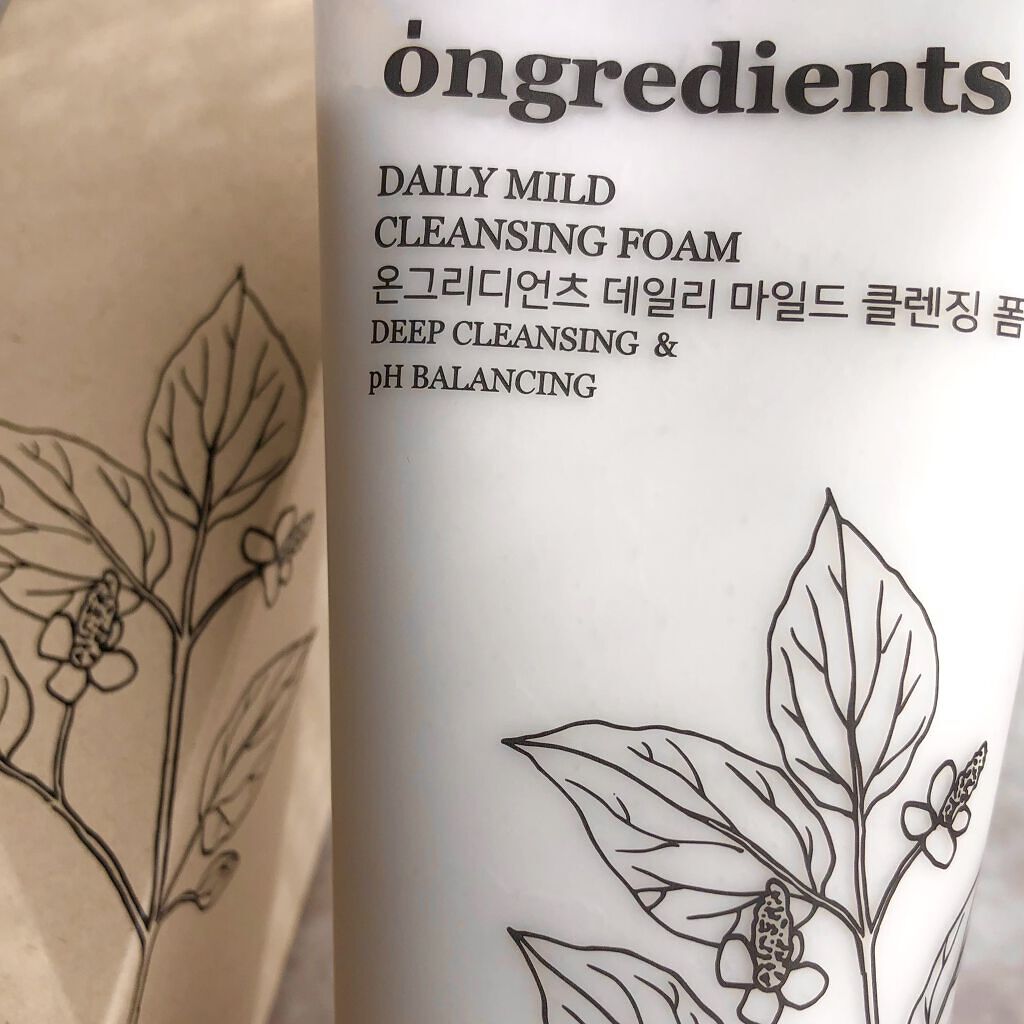 ongredients
DAILY MILD
CLEANSING FOAM
온그리디언츠 데일리 마일드 클렌징 폼
DEEP CLEANSING &
pH BALANCING